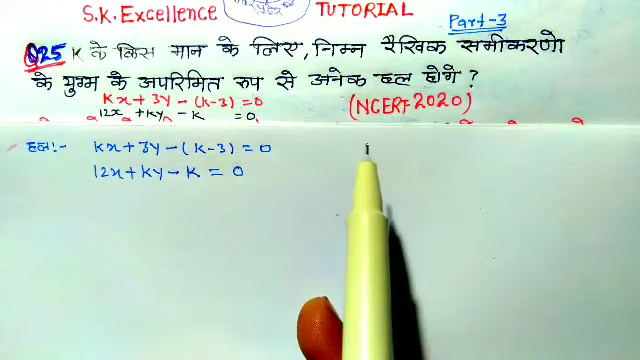 S.K. Excellence TUTORIAL
Part-3
Q25 K के किस मान के लिए, निम्न रैखिक समीकरणो
के युग्म के अपरिमित रुप से अनेक हल होगे ?
Kx + 3y - (k-3) = 0
12x + ky - k = 0,
(NCERT 2020)
हल:- Kx + 3y - (k-3) = 0
12x + ky - k = 0